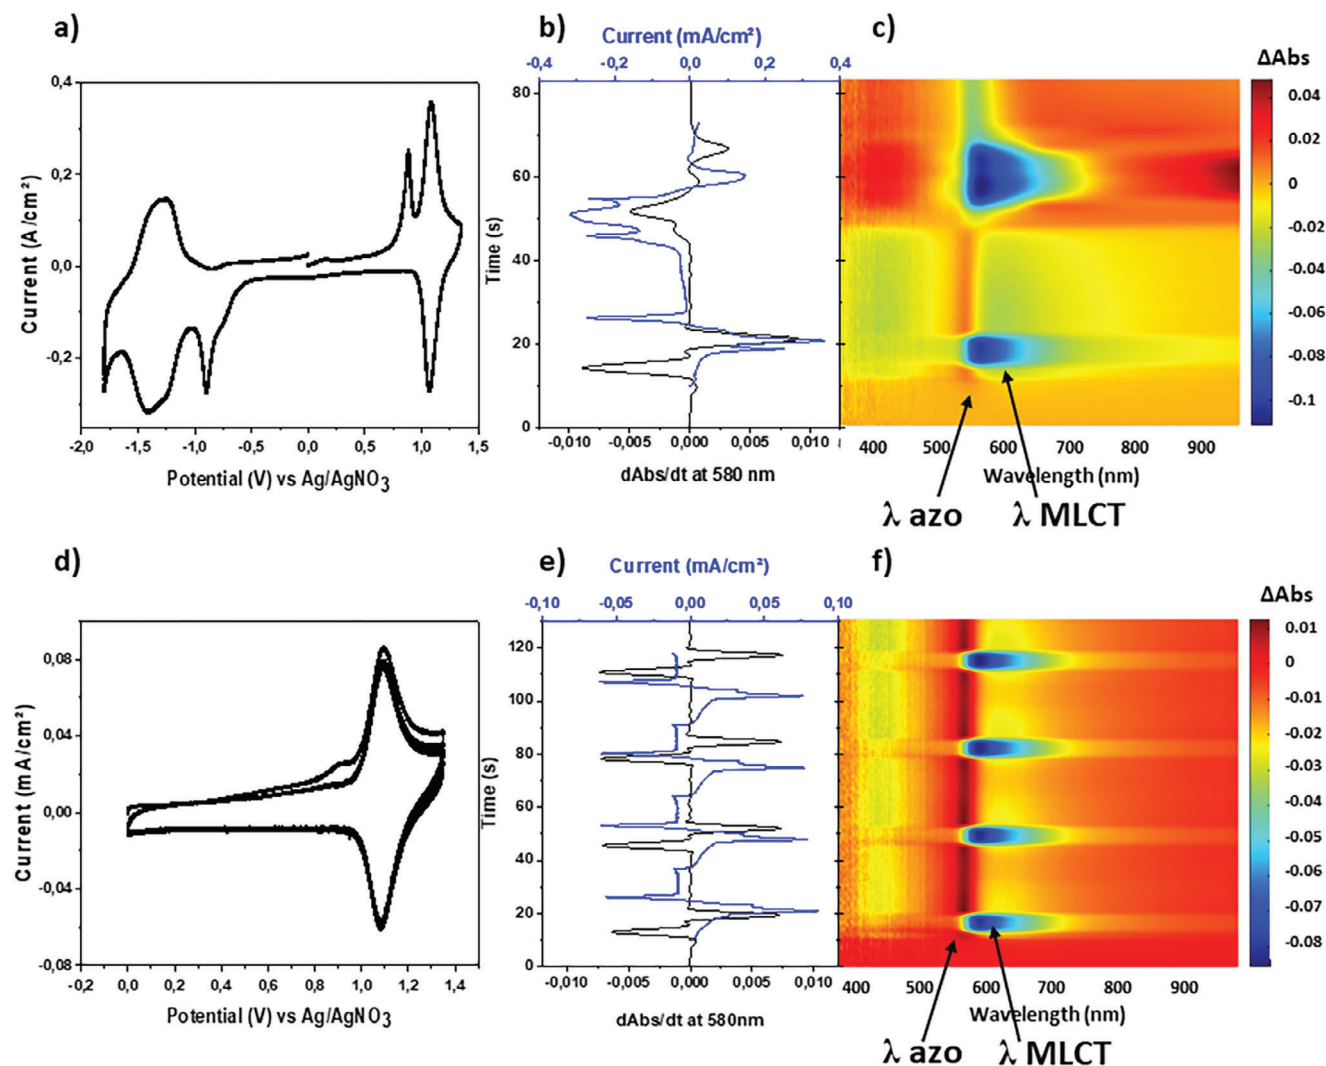 a)
0,4
0,2
0,0
-0,2
Current (A /cm²)
-2,0 -1,5 -1,0 -0,5 0,0 0,5 1,0 1,5
Potential (V) vs Ag/AgNO3
b)
Current (mA/cm²)
-0,4 -0,2 0,0 0,2 0,4
80
60
40
20
0
Time (s)
-0,010 -0,005 0,000 0,005 0,010
dAbs/dt at 580 nm
c)
ΔAbs
0.04
0.02
0
-0.02
-0.04
-0.06
-0.08
-0.1
400 500 600 700 800 900
Wavelength (nm)
λ azo λ MLCT
d)
0,08
0,04
0,00
-0,04
-0,08
Current (mA/cm²)
-0,2 0,0 0,2 0,4 0,6 0,8 1,0 1,2 1,4
Potential (V) vs Ag/AgNO3
e)
Current (mA/cm²)
-0,10 -0,05 0,00 0,05 0,10
120
100
80
60
40
20
0
Time (s)
-0,010 -0,005 0,000 0,005 0,010
dAbs/dt at 580nm
f)
ΔAbs
0.01
0
-0.01
-0.02
-0.03
-0.04
-0.05
-0.06
-0.07
-0.08
400 500 600 700 800 900
Wavelength (nm)
λ azo λ MLCT